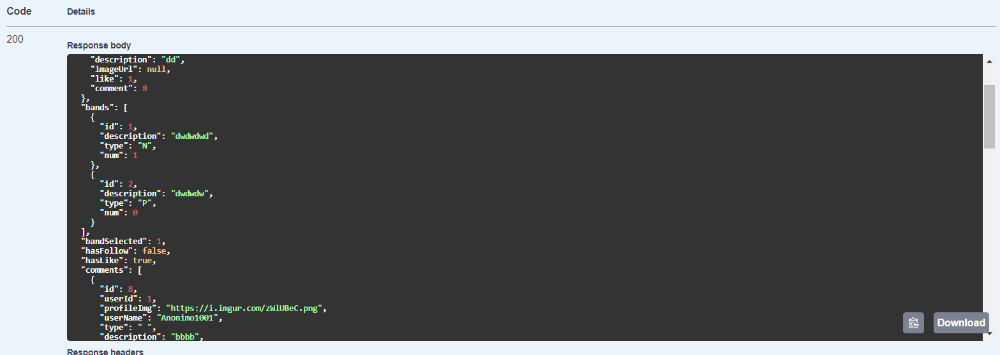 Code Details
200
Response body
"description": "dd",
"imageUrl": null,
"like": 1,
"comment": 8
},
"bands": [
{
"id": 1,
"description": "dwdwdwd",
"type": "N",
"num": 1
},
{
"id": 2,
"description": "dwdwdw",
"type": "P",
"num": 0
}
],
"bandSelected": 1,
"hasFollow": false,
"hasLike": true,
"comments": [
{
"id": 8,
"userId": 1,
"profileImg": "https://i.imgur.com/zWlUBeC.png",
"userName": "Anonimo1001",
"type": " ",
"description": "bbbb",
Download
Response headers